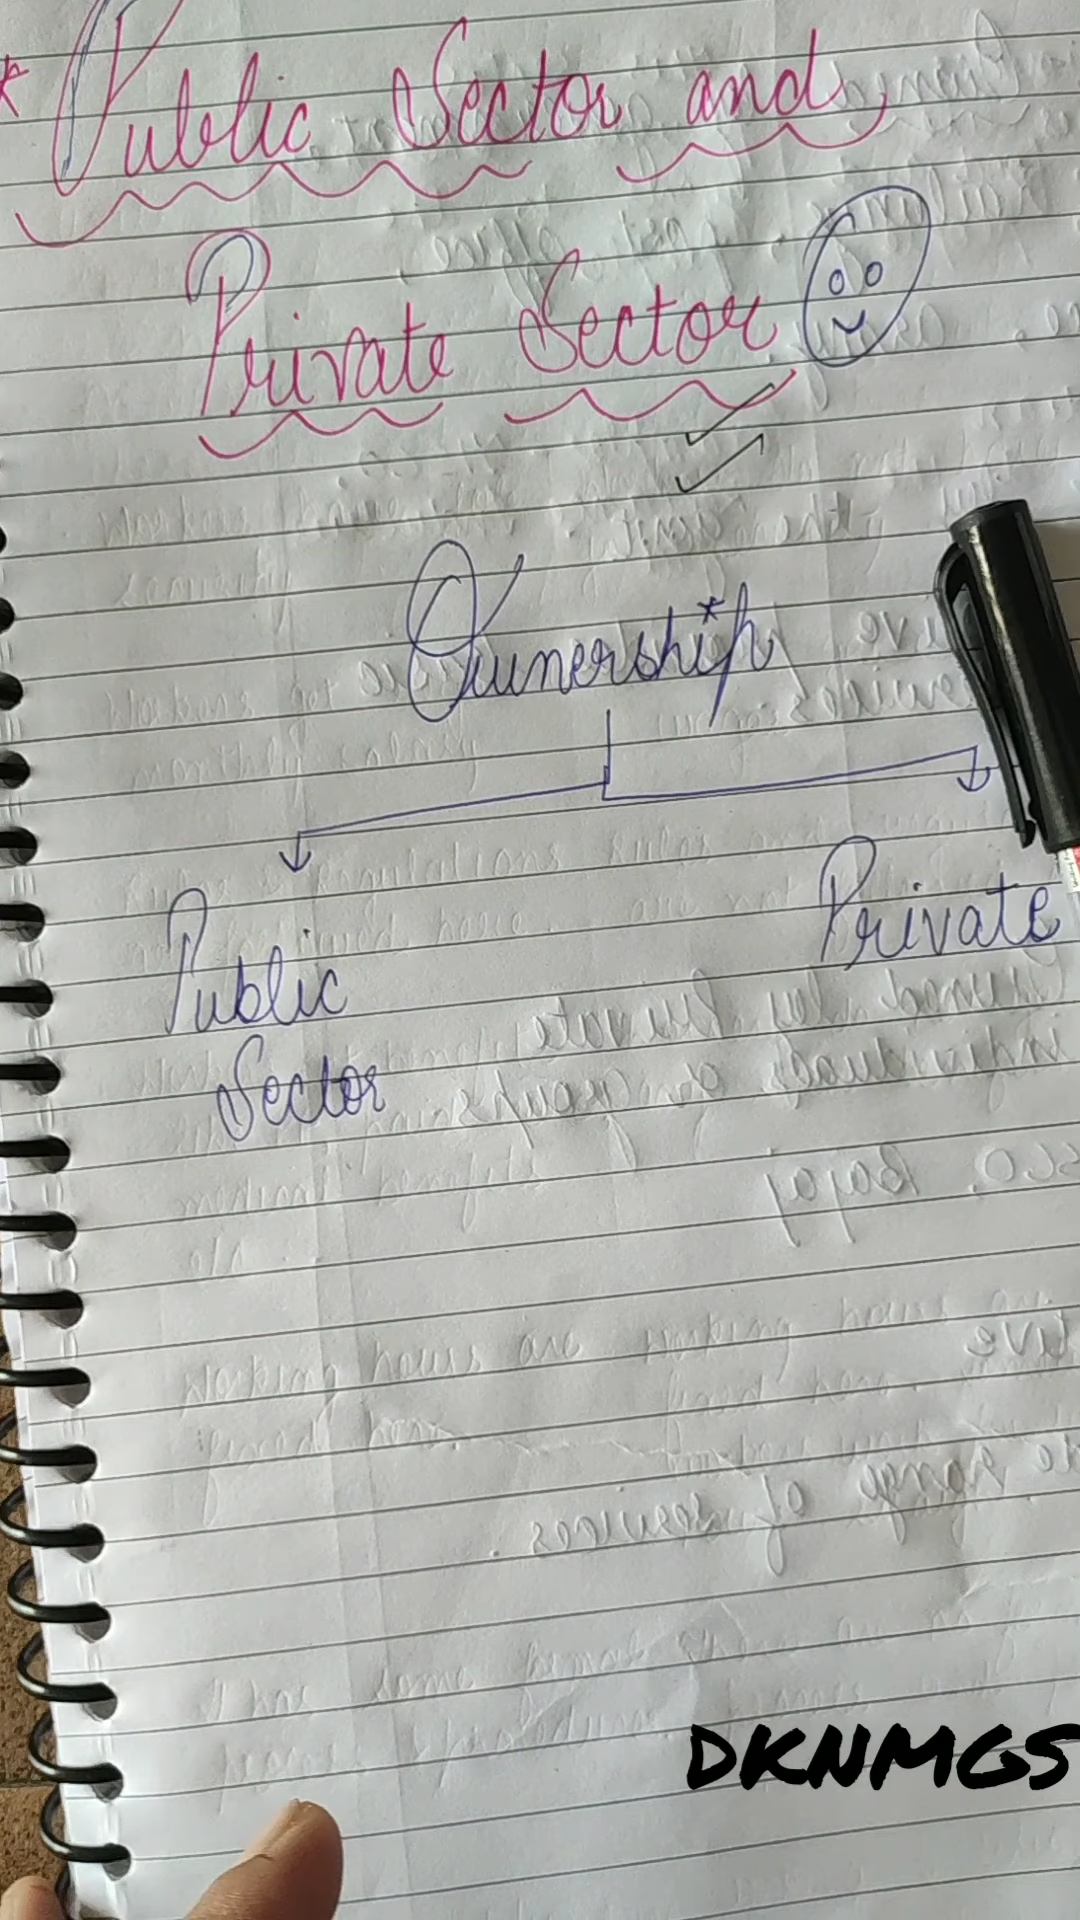 * Public Sector and
Private Sector
Ownership
Public
Sector
Private
DKNMGS